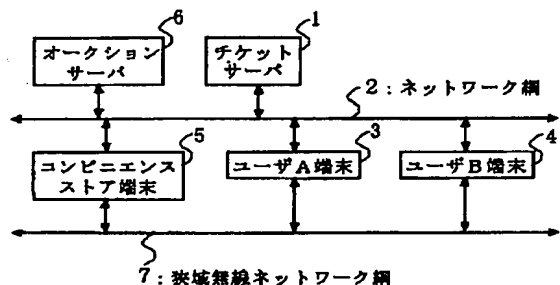 6
オークション
サーバ
1
チケット
サーバ
2:ネットワーク網
5
コンビニエンス
ストア端末
3
ユーザA端末
4
ユーザB端末
7:狭域無線ネットワーク網